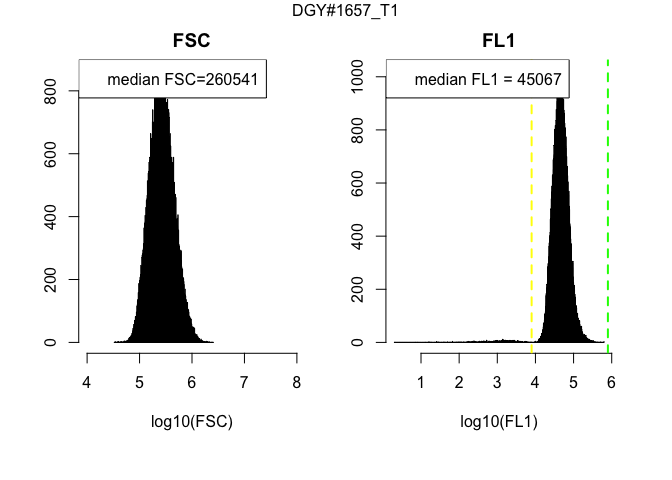 DGY#1657_T1
FSC
median FSC=260541
0
200
400
600
800
4 5 6 7 8
log10(FSC)
FL1
median FL1 = 45067
0
200
400
600
800
1000
1 2 3 4 5 6
log10(FL1)